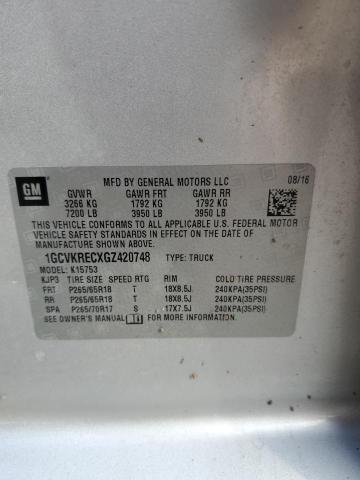 GM
MFD BY GENERAL MOTORS LLC 08/16
GVWR GAWR FRT GAWR RR
3266 KG 1792 KG 1792 KG
7200 LB 3950 LB 3950 LB
THIS VEHICLE CONFORMS TO ALL APPLICABLE U.S. FEDERAL MOTOR
VEHICLE SAFETY AND THEFT PREVENTION STANDARDS IN EFFECT ON THE DATE OF MANUFACTURE SHOWN ABOVE.
1GCVKRECXGZ420748 TYPE: TRUCK
MODEL: K15753
KJP3 TIRE SIZE SPEED RTG RIM COLD TIRE PRESSURE
FRT P265/65R18 T 18X8.5J 240KPA(35PSI)
RR P265/65R18 T 18X8.5J 240KPA(35PSI)
SPA P265/70R17 T 17X7.5J 240KPA(35PSI)
SEE OWNER'S MANUAL FOR MORE INFORMATION.